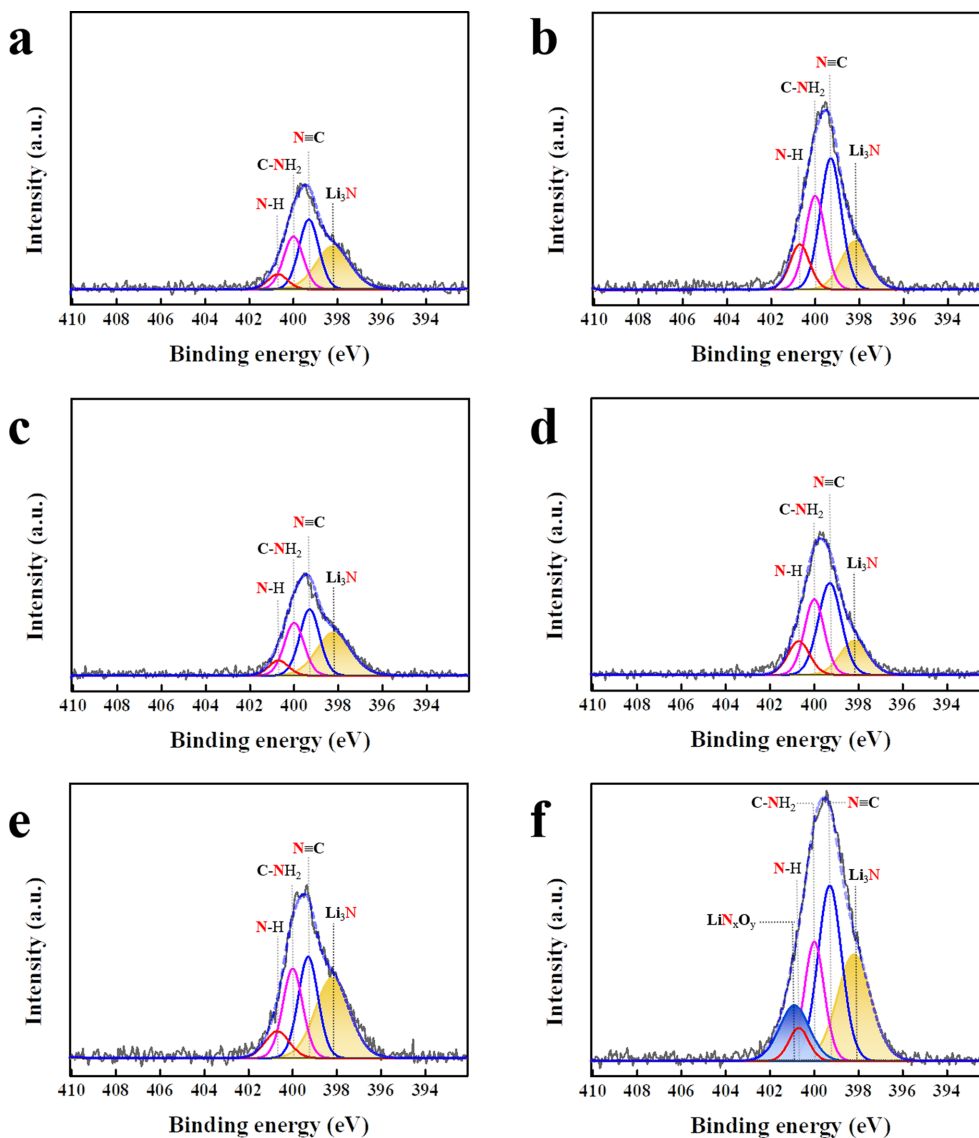 a
N≡C
C-NH₂
N-H
Li₃N
Intensity (a.u.)
410 408 406 404 402 400 398 396 394
Binding energy (eV)
b
N≡C
C-NH₂
N-H
Li₃N
Intensity (a.u.)
410 408 406 404 402 400 398 396 394
Binding energy (eV)
c
N≡C
C-NH₂
N-H
Li₃N
Intensity (a.u.)
410 408 406 404 402 400 398 396 394
Binding energy (eV)
d
N≡C
C-NH₂
N-H
Li₃N
Intensity (a.u.)
410 408 406 404 402 400 398 396 394
Binding energy (eV)
e
N≡C
C-NH₂
N-H
Li₃N
Intensity (a.u.)
410 408 406 404 402 400 398 396 394
Binding energy (eV)
f
C-NH₂ N≡C
N-H
Li₃N
LiNₓOᵧ
Intensity (a.u.)
410 408 406 404 402 400 398 396 394
Binding energy (eV)